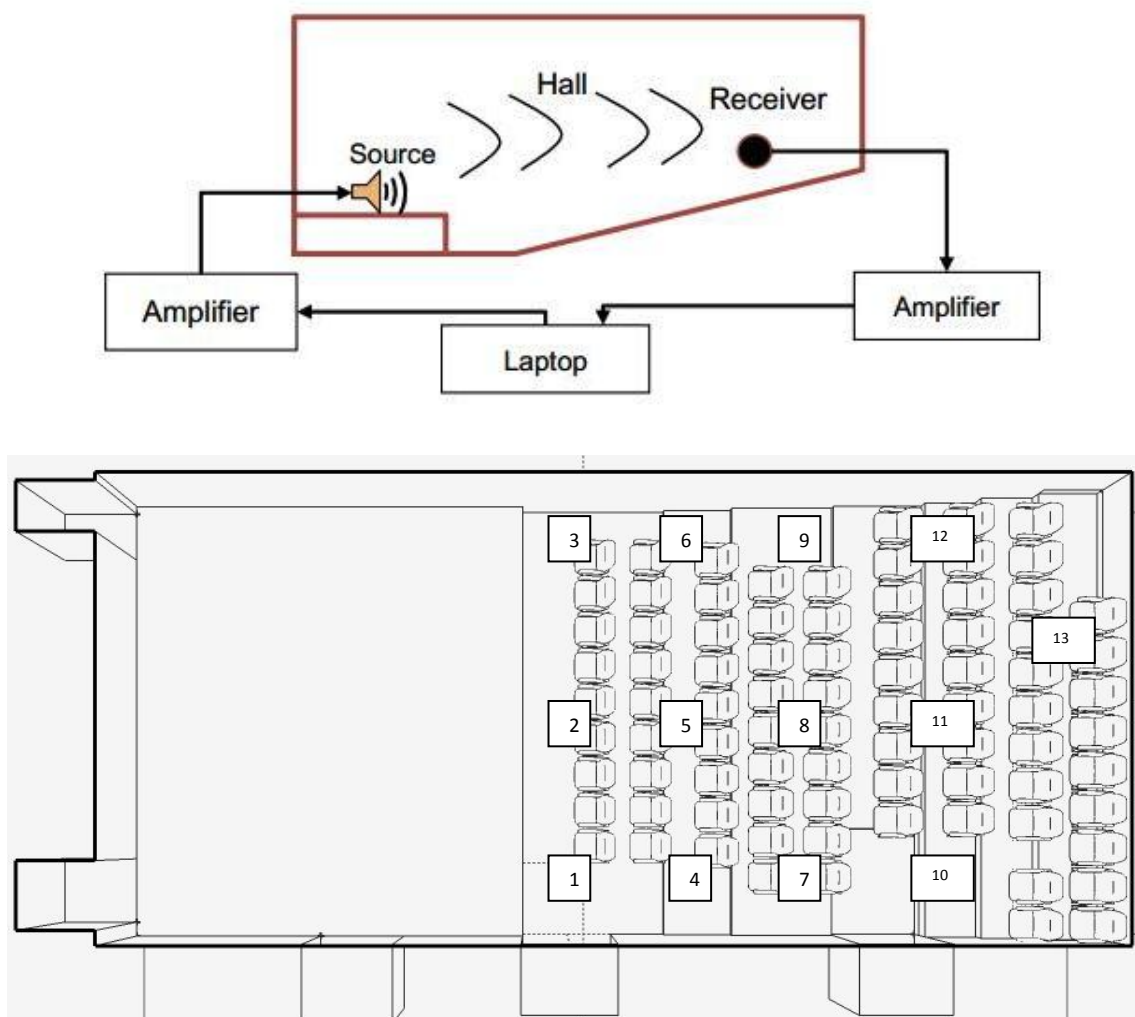 Hall
Receiver
Source
Amplifier
Amplifier
Laptop
3 6 9 12
13
2 5 8 11
1 4 7 10